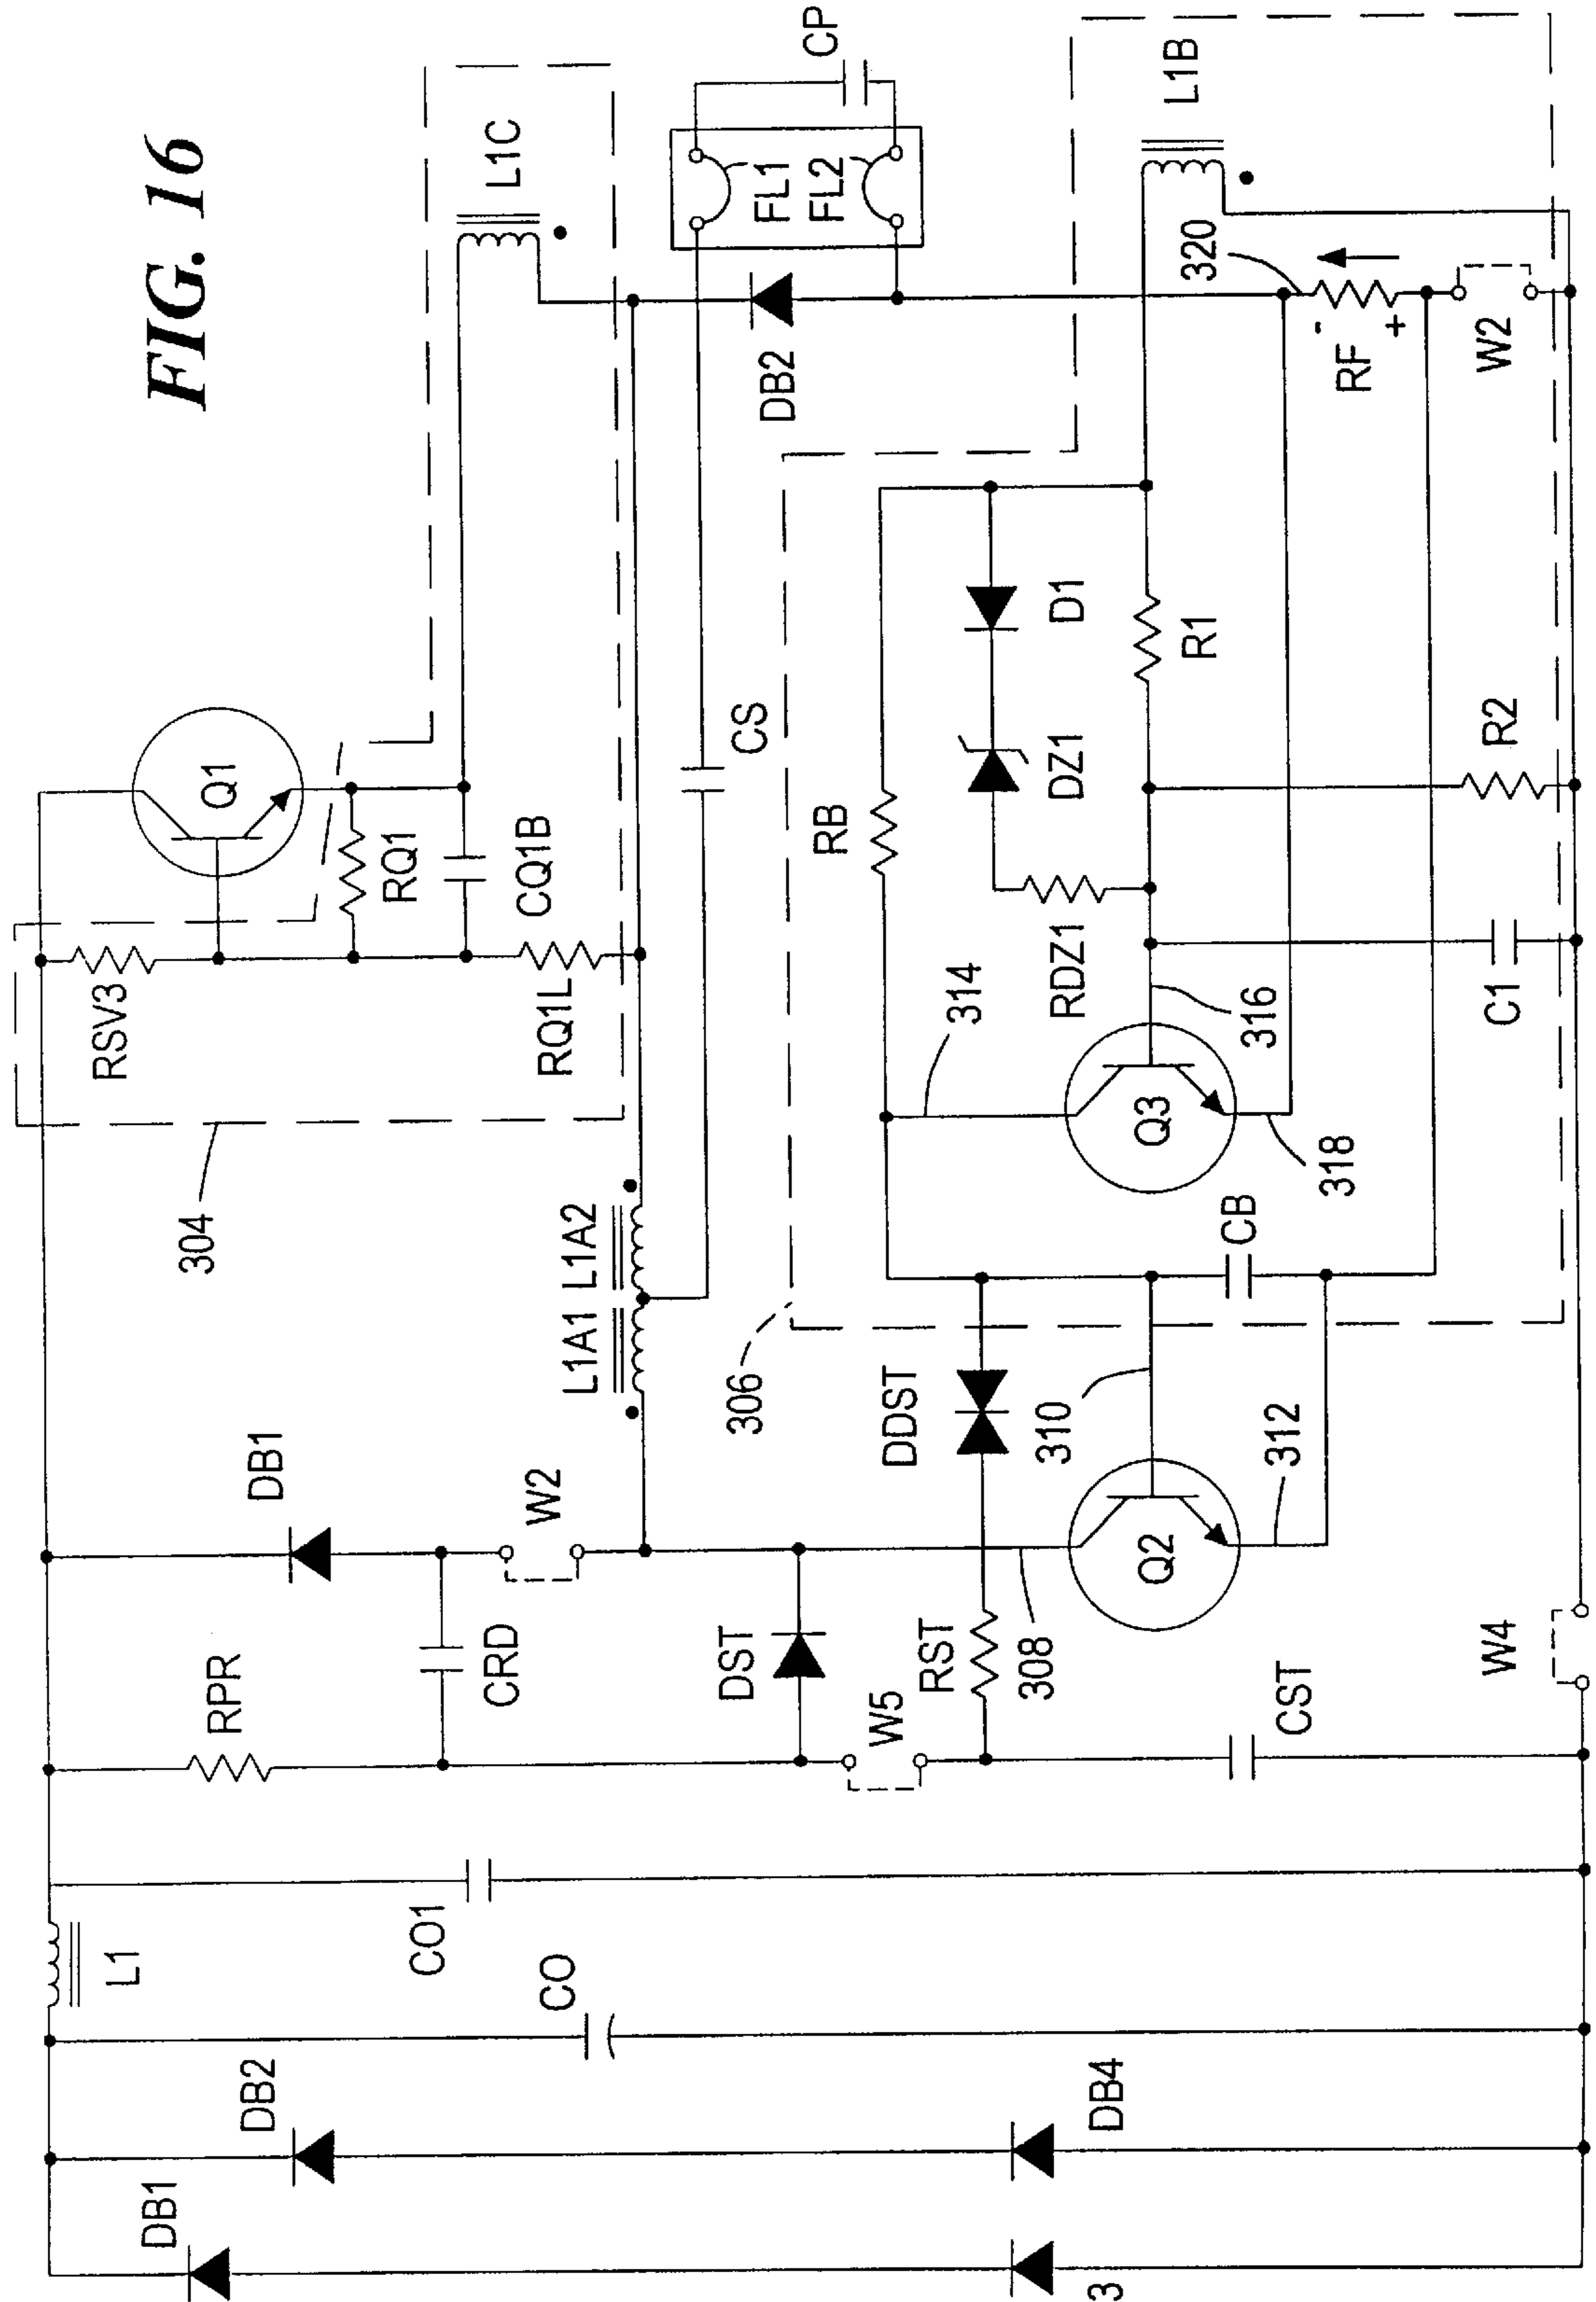 FIG. 16
CP
L1C
FL1
FL2
L1B
DB2
320
RF
-
+
W2
Q1
RQ1
CQ1B
RSV3
RQ1L
304
CS
RB
D1
DZ1
R1
RDZ1
R2
314
316
Q3
318
C1
L1A1 L1A2
306
CB
DDST
310
312
DB1
W2
Q2
RPR
CRD
DST
W5
RST
308
CST
W4
L1
CO1
CO
DB2
DB4
DB1
3